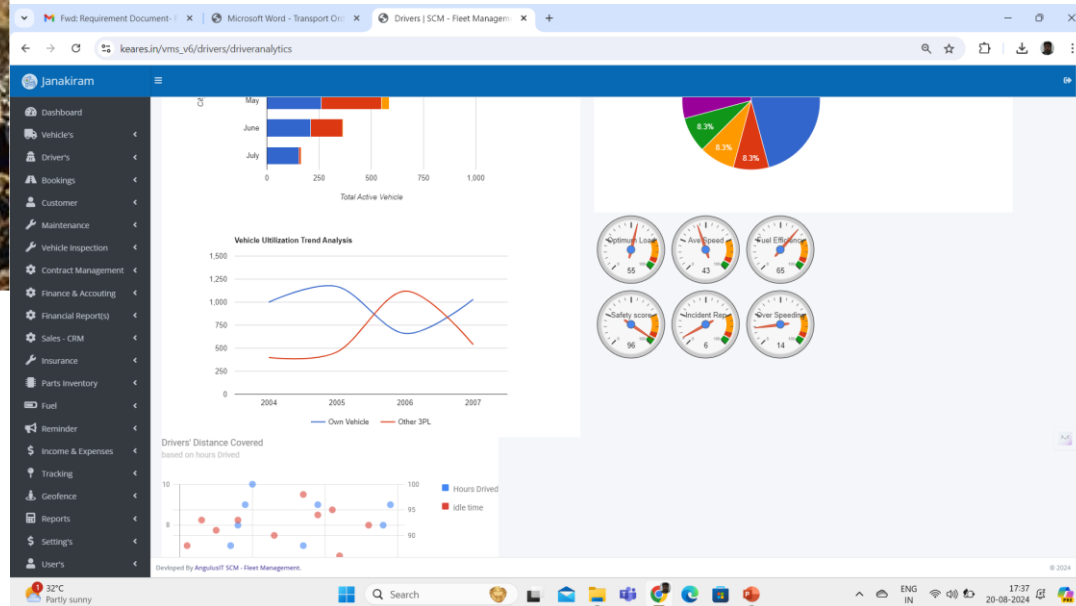 Fwd: Requirement Document-
Microsoft Word - Transport Or
Drivers | SCM - Fleet Managem
keares.in/vms_v6/drivers/driveranalytics
Janakiram
Dashboard
Vehicle's
Driver's
Bookings
Customer
Maintenance
Vehicle Inspection
Contract Management
Finance & Accouting
Financial Report(s)
Sales - CRM
Insurance
Parts Inventory
Fuel
Reminder
Income & Expenses
Tracking
Geofence
Reports
Setting's
User's
May
June
July
0 250 500 750 1,000
Total Active Vehicle
8.3%
8.3%
8.3%
Vehicle Ultilization Trend Analysis
1,500
1,250
1,000
750
500
250
0
2004 2005 2006 2007
Own Vehicle Other 3PL
Optimum Load
55
Ave Speed
43
Fuel Efficiency
65
Safety score
96
Incident Rep
6
Over Speeding
14
Drivers' Distance Covered
based on hours Drived
10
8
100
95
90
Hours Drived
idle time
Devloped By AngulusIT SCM - Fleet Management.
© 2024
1
32°C
Partly sunny
Search
ENG
IN
17:37
20-08-2024